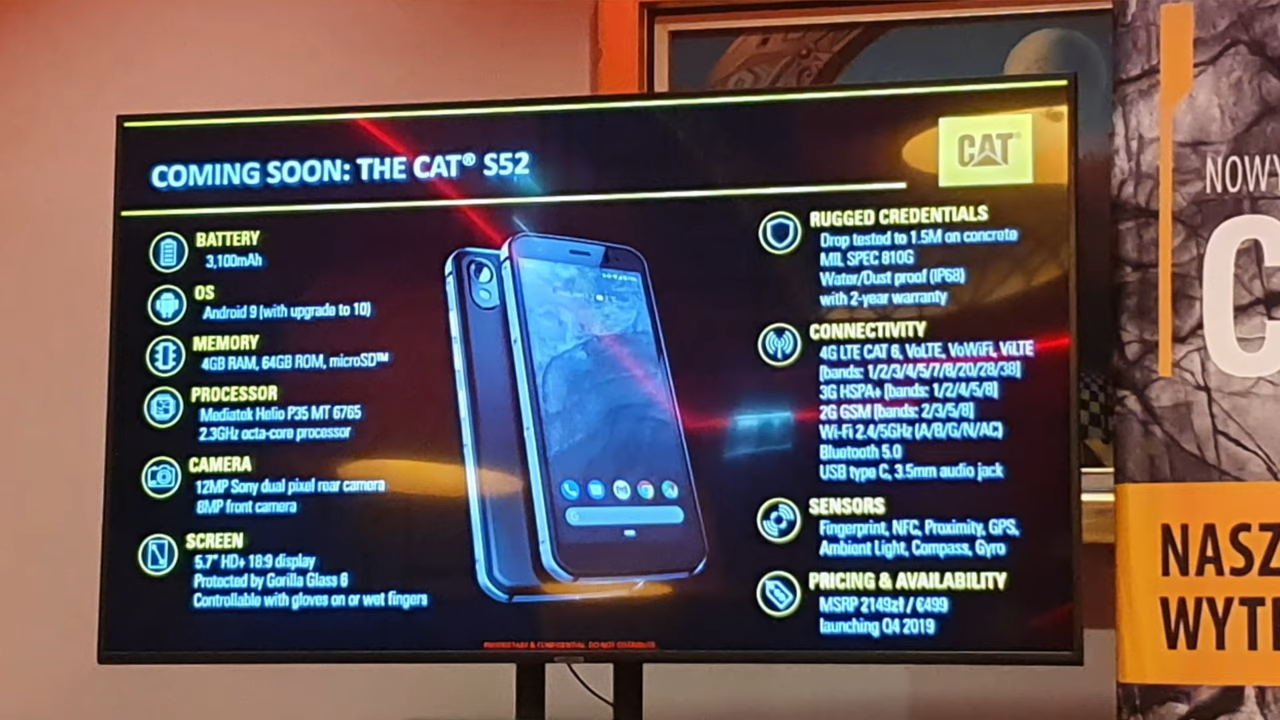 COMING SOON: THE CAT® S52
CAT®
BATTERY
3,100mAh
OS
Android 9 (with upgrade to 10)
MEMORY
4GB RAM, 64GB ROM, microSD™
PROCESSOR
Mediatek Helio P35 MT 6765
2.3GHz octa-core processor
CAMERA
12MP Sony dual pixel rear camera
8MP front camera
SCREEN
5.7" HD+ 18:9 display
Protected by Gorilla Glass 6
Controllable with gloves on or wet fingers
RUGGED CREDENTIALS
Drop tested to 1.5M on concrete
MIL SPEC 810G
Water/Dust proof (IP68)
with 2-year warranty
CONNECTIVITY
4G LTE CAT 6, VoLTE, VoWiFi, ViLTE
[bands: 1/2/3/4/5/7/8/20/28/38]
3G HSPA+ [bands: 1/2/4/5/8]
2G GSM [bands: 2/3/5/8]
Wi-Fi 2.4/5GHz (A/B/G/N/AC)
Bluetooth 5.0
USB type C, 3.5mm audio jack
SENSORS
Fingerprint, NFC, Proximity, GPS,
Ambient Light, Compass, Gyro
PRICING & AVAILABILITY
MSRP 2149zł / €499
launching Q4 2019
PROPRIETARY & CONFIDENTIAL. DO NOT DISTRIBUTE
NOWY
C
NASZ
WYT